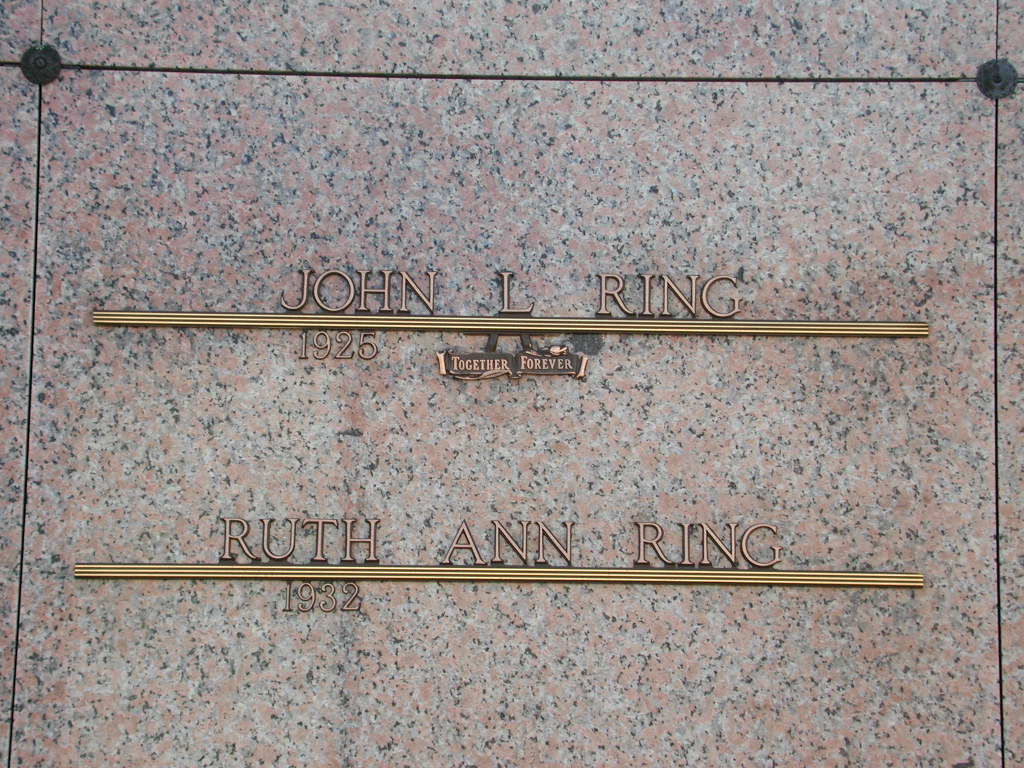 JOHN L RING
1925
TOGETHER FOREVER
RUTH ANN RING
1932